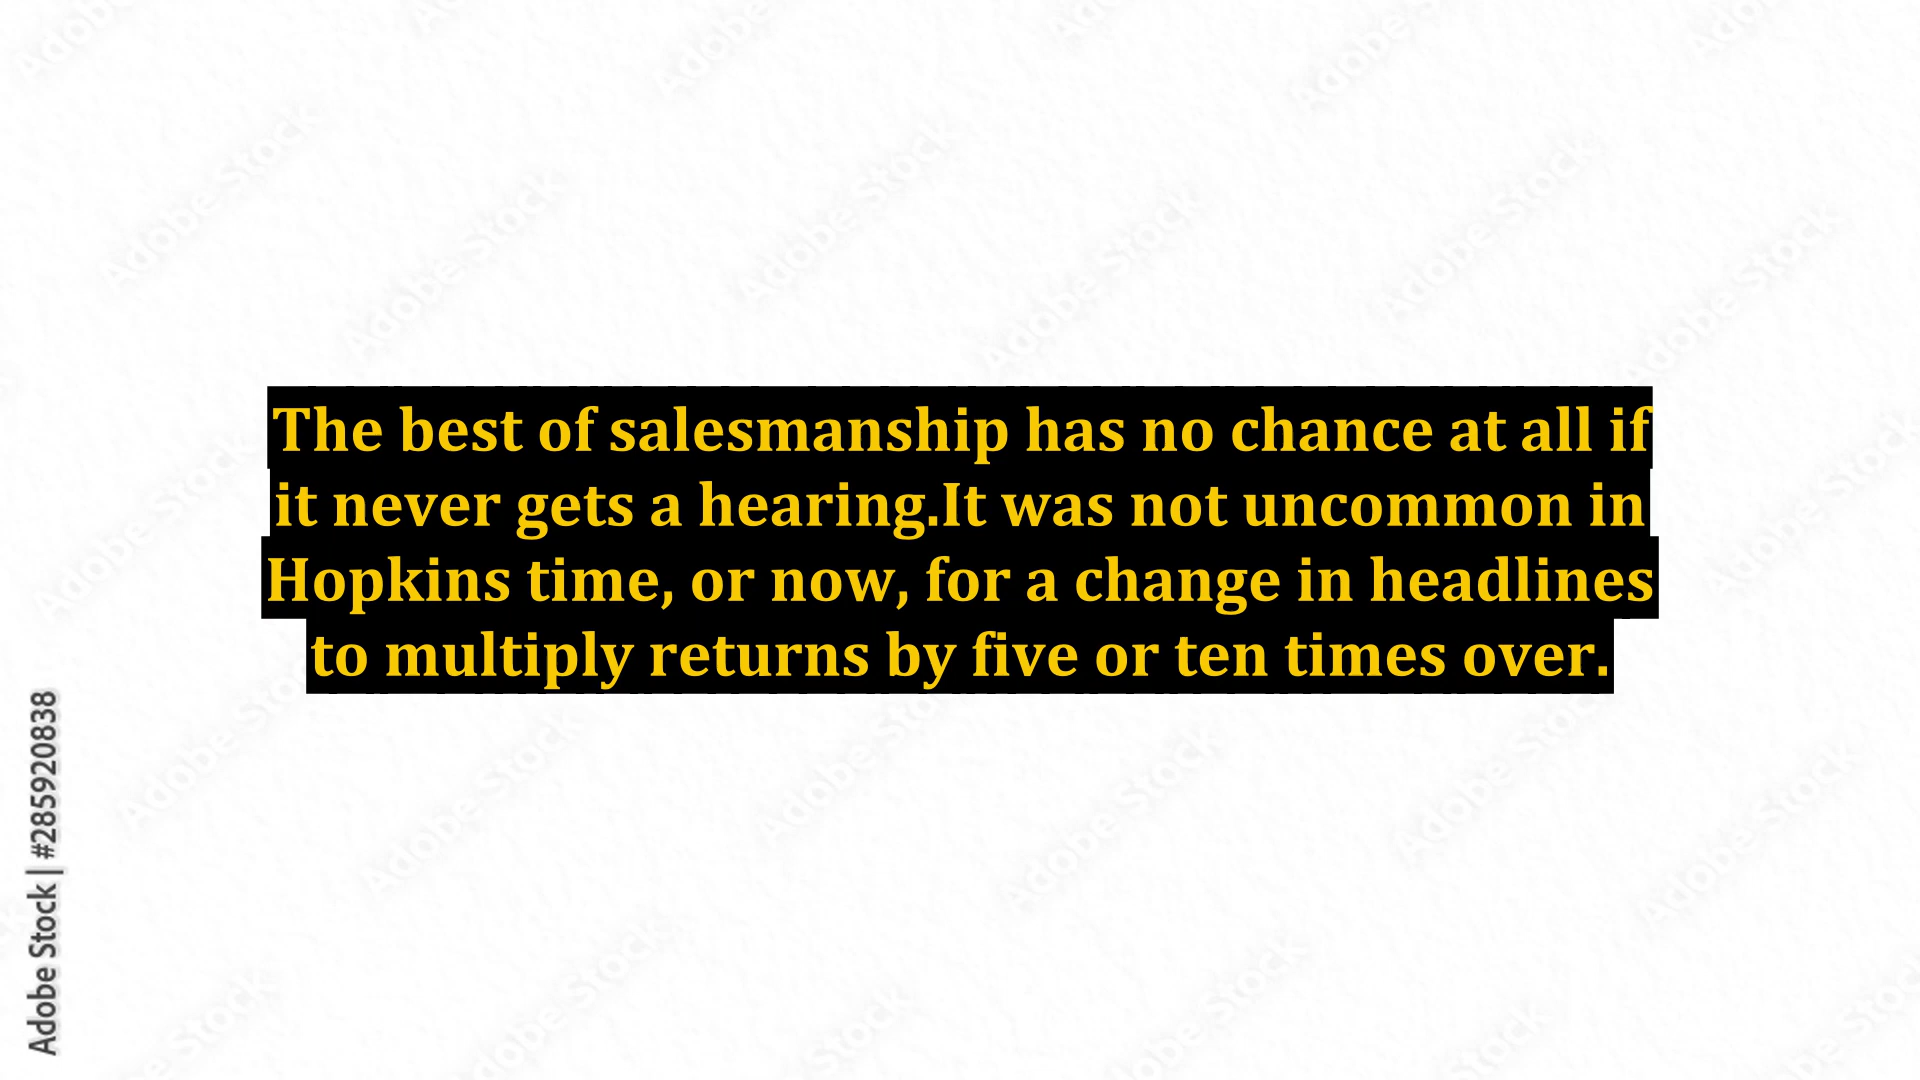 The best of salesmanship has no chance at all if
it never gets a hearing.It was not uncommon in
Hopkins time, or now, for a change in headlines
to multiply returns by five or ten times over.
Adobe Stock | #285920838